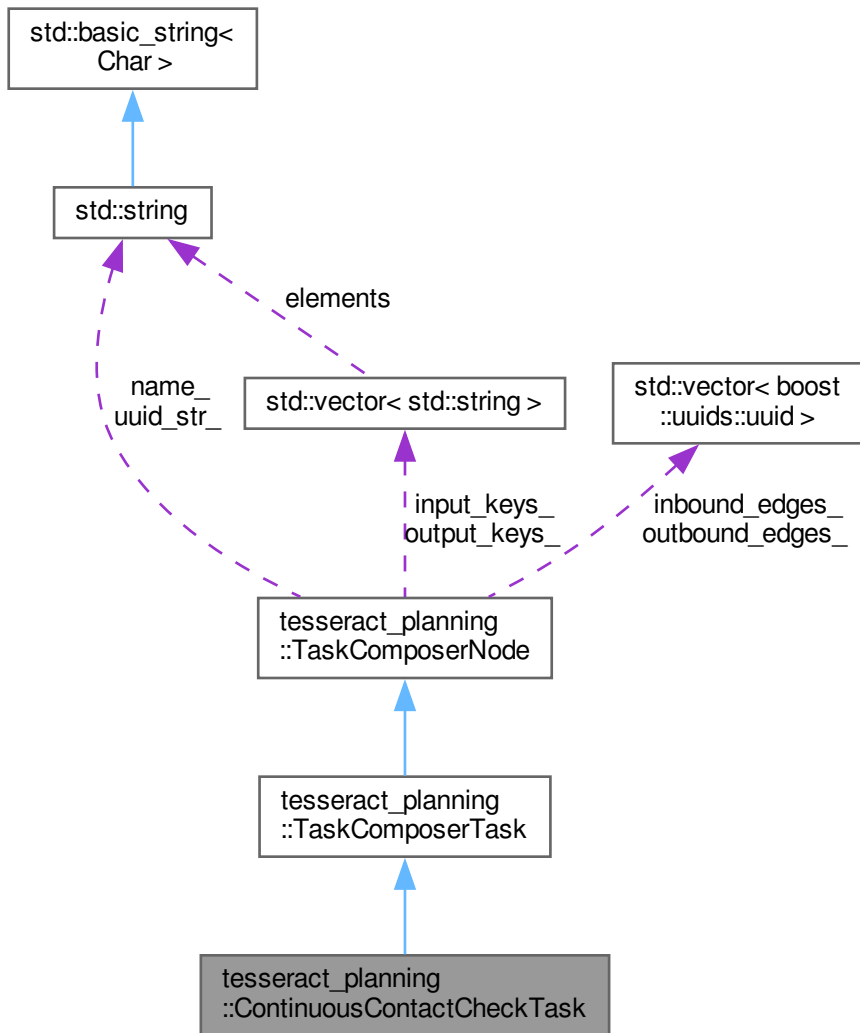 std::basic_string<
Char >
std::string
elements
name_
uuid_str_
std::vector< std::string >
std::vector< boost
::uuids::uuid >
input_keys_
output_keys_
inbound_edges_
outbound_edges_
tesseract_planning
::TaskComposerNode
tesseract_planning
::TaskComposerTask
tesseract_planning
::ContinuousContactCheckTask